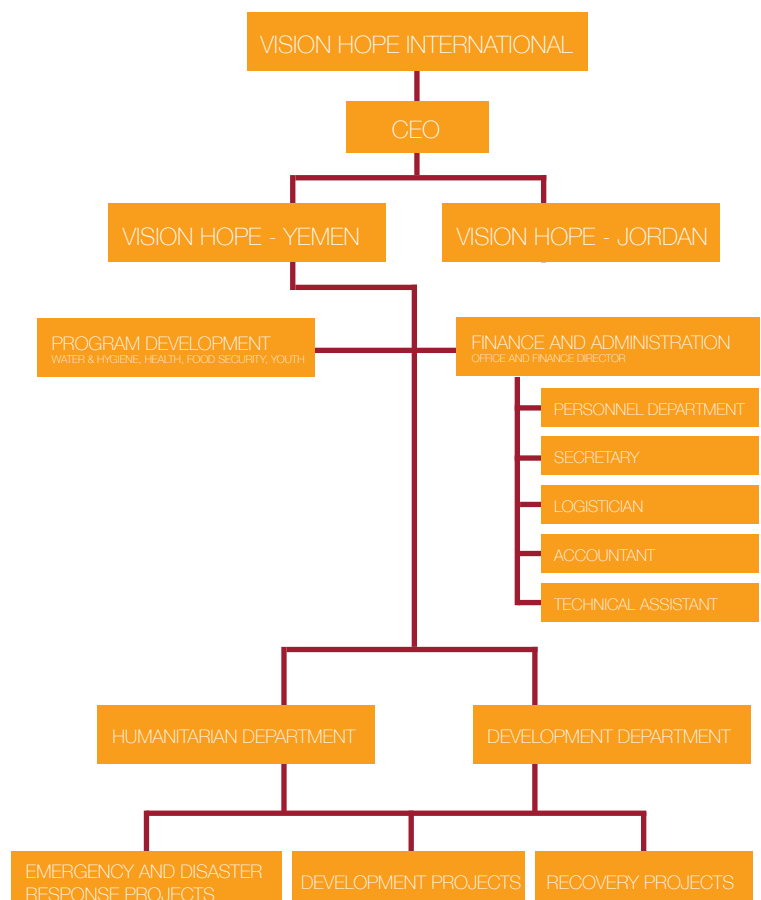 VISION HOPE INTERNATIONAL
CEO
VISION HOPE - YEMEN
VISION HOPE - JORDAN
PROGRAM DEVELOPMENT
WATER & HYGIENE, HEALTH, FOOD SECURITY, YOUTH
FINANCE AND ADMINISTRATION
OFFICE AND FINANCE DIRECTOR
PERSONNEL DEPARTMENT
SECRETARY
LOGISTICIAN
ACCOUNTANT
TECHNICAL ASSISTANT
HUMANITARIAN DEPARTMENT
DEVELOPMENT DEPARTMENT
EMERGENCY AND DISASTER
RESPONSE PROJECTS
DEVELOPMENT PROJECTS
RECOVERY PROJECTS